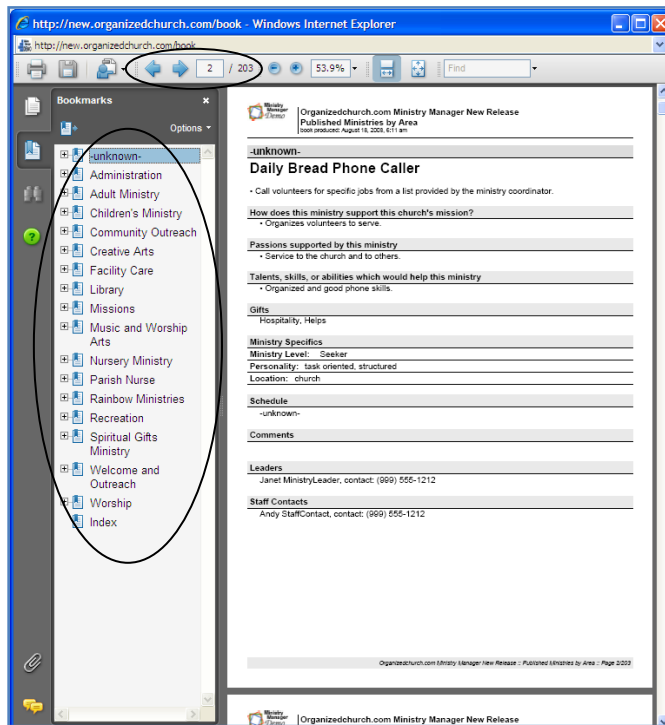 http://new.organizedchurch.com/book - Windows Internet Explorer
http://new.organizedchurch.com/book
2 / 203 53.9% Find
Bookmarks
Options
-unknown-
Administration
Adult Ministry
Children's Ministry
Community Outreach
Creative Arts
Facility Care
Library
Missions
Music and Worship
Arts
Nursery Ministry
Parish Nurse
Rainbow Ministries
Recreation
Spiritual Gifts
Ministry
Welcome and
Outreach
Worship
Index
Ministry
Manager
Demo
Organizedchurch.com Ministry Manager New Release
Published Ministries by Area
book produced: August 18, 2008, 6:11 am
-unknown-
Daily Bread Phone Caller
• Call volunteers for specific jobs from a list provided by the ministry coordinator.
How does this ministry support this church's mission?
• Organizes volunteers to serve.
Passions supported by this ministry
• Service to the church and to others.
Talents, skills, or abilities which would help this ministry
• Organized and good phone skills.
Gifts
Hospitality, Helps
Ministry Specifics
Ministry Level: Seeker
Personality: task oriented, structured
Location: church
Schedule
-unknown-
Comments
Leaders
Janet MinistryLeader, contact: (999) 555-1212
Staff Contacts
Andy StaffContact, contact: (999) 555-1212
Organizedchurch.com Ministry Manager New Release :: Published Ministries by Area :: Page 2/203
Ministry
Manager
Demo
Organizedchurch.com Ministry Manager New Release